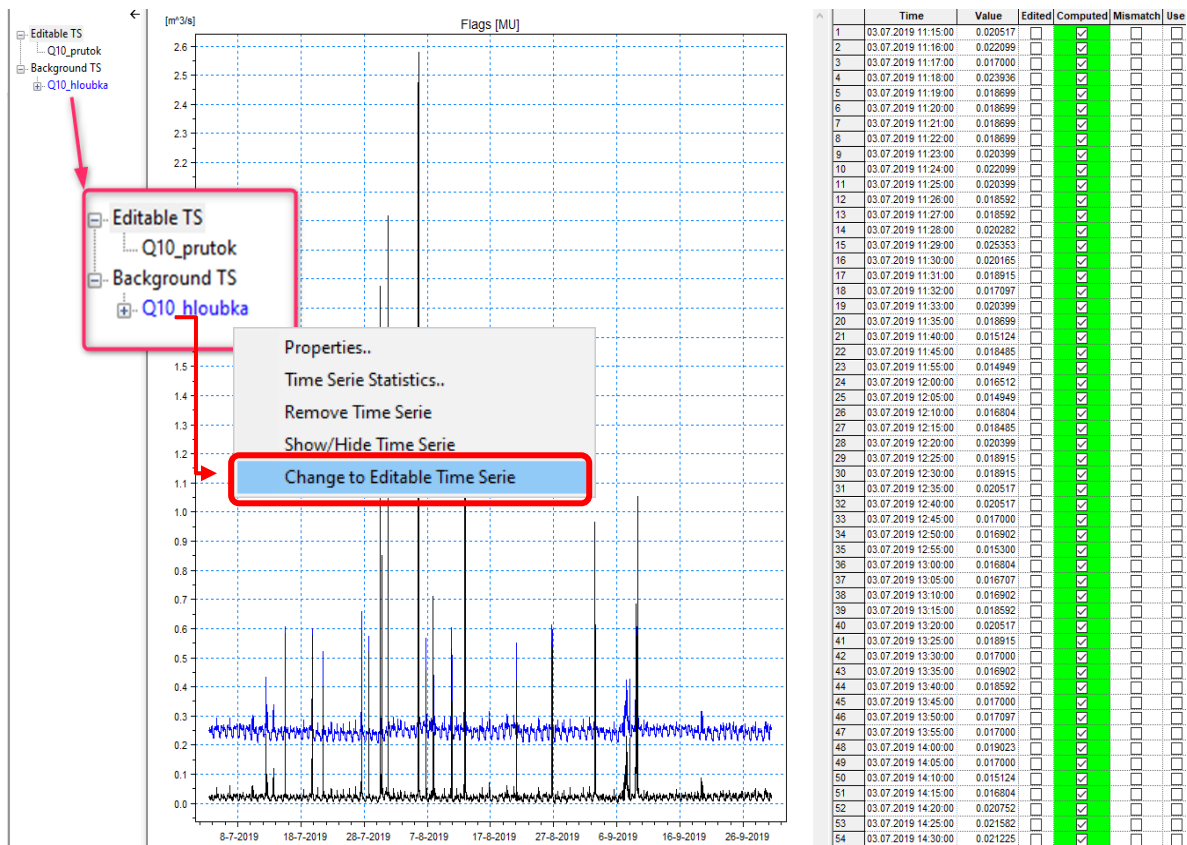 Editable TS
Q10_prutok
Background TS
Q10_hloubka
Editable TS
Q10_prutok
Background TS
Q10_hloubka
Properties..
Time Serie Statistics..
Remove Time Serie
Show/Hide Time Serie
Change to Editable Time Serie
[m^3/s]
Flags [MU]
2.6
2.5
2.4
2.3
2.2
1.5
1.4
1.3
1.2
1.1
1.0
0.9
0.8
0.7
0.6
0.5
0.4
0.3
0.2
0.1
0.0
8-7-2019 18-7-2019 28-7-2019 7-8-2019 17-8-2019 27-8-2019 6-9-2019 16-9-2019 26-9-2019
Time Value Edited Computed Mismatch Use
1 03.07.2019 11:15:00 0.020517
2 03.07.2019 11:16:00 0.022099
3 03.07.2019 11:17:00 0.017000
4 03.07.2019 11:18:00 0.023936
5 03.07.2019 11:19:00 0.018699
6 03.07.2019 11:20:00 0.018699
7 03.07.2019 11:21:00 0.018699
8 03.07.2019 11:22:00 0.018699
9 03.07.2019 11:23:00 0.020399
10 03.07.2019 11:24:00 0.022099
11 03.07.2019 11:25:00 0.020399
12 03.07.2019 11:26:00 0.018592
13 03.07.2019 11:27:00 0.018592
14 03.07.2019 11:28:00 0.020282
15 03.07.2019 11:29:00 0.025353
16 03.07.2019 11:30:00 0.020165
17 03.07.2019 11:31:00 0.018915
18 03.07.2019 11:32:00 0.017097
19 03.07.2019 11:33:00 0.020399
20 03.07.2019 11:35:00 0.018699
21 03.07.2019 11:40:00 0.015124
22 03.07.2019 11:45:00 0.018485
23 03.07.2019 11:55:00 0.014949
24 03.07.2019 12:00:00 0.016512
25 03.07.2019 12:05:00 0.014949
26 03.07.2019 12:10:00 0.016804
27 03.07.2019 12:15:00 0.018485
28 03.07.2019 12:20:00 0.020399
29 03.07.2019 12:25:00 0.018915
30 03.07.2019 12:30:00 0.018915
31 03.07.2019 12:35:00 0.020517
32 03.07.2019 12:40:00 0.020517
33 03.07.2019 12:45:00 0.017000
34 03.07.2019 12:50:00 0.016902
35 03.07.2019 12:55:00 0.015300
36 03.07.2019 13:00:00 0.016804
37 03.07.2019 13:05:00 0.016707
38 03.07.2019 13:10:00 0.016902
39 03.07.2019 13:15:00 0.018592
40 03.07.2019 13:20:00 0.020517
41 03.07.2019 13:25:00 0.018915
42 03.07.2019 13:30:00 0.017000
43 03.07.2019 13:35:00 0.016902
44 03.07.2019 13:40:00 0.018592
45 03.07.2019 13:45:00 0.017000
46 03.07.2019 13:50:00 0.017097
47 03.07.2019 13:55:00 0.017000
48 03.07.2019 14:00:00 0.019023
49 03.07.2019 14:05:00 0.017000
50 03.07.2019 14:10:00 0.015124
51 03.07.2019 14:15:00 0.016804
52 03.07.2019 14:20:00 0.020752
53 03.07.2019 14:25:00 0.021582
54 03.07.2019 14:30:00 0.021225